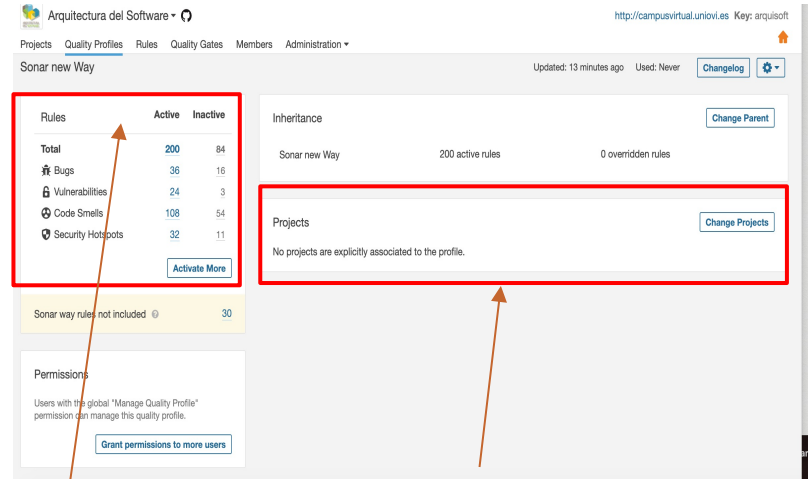 Arquitectura del Software
http://campusvirtual.uniovi.es Key: arquisoft
Projects Quality Profiles Rules Quality Gates Members Administration
Sonar new Way
Updated: 13 minutes ago Used: Never Changelog
Rules Active Inactive
Total 200 84
Bugs 36 16
Vulnerabilities 24 3
Code Smells 108 54
Security Hotspots 32 11
Activate More
Sonar way rules not included 30
Permissions
Users with the global "Manage Quality Profile"
permission can manage this quality profile.
Grant permissions to more users
Inheritance Change Parent
Sonar new Way 200 active rules 0 overridden rules
Projects Change Projects
No projects are explicitly associated to the profile.